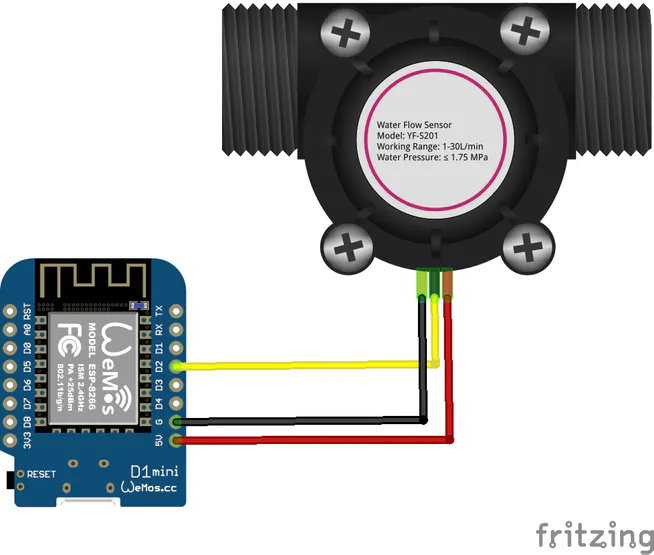 Water Flow Sensor
Model: YF-S201
Working Range: 1-30L/min
Water Pressure: ≤ 1.75 MPa
RST
A0
D0
D5
D6
D7
D8
3V3
TX
RX
D1
D2
D3
D4
G
5V
WeMos
MODEL ESP-8266
ISM 2.4GHz
PA +25dBm
802.11b/g/n
FC
RESET
D1 mini
WeMos.cc
fritzing